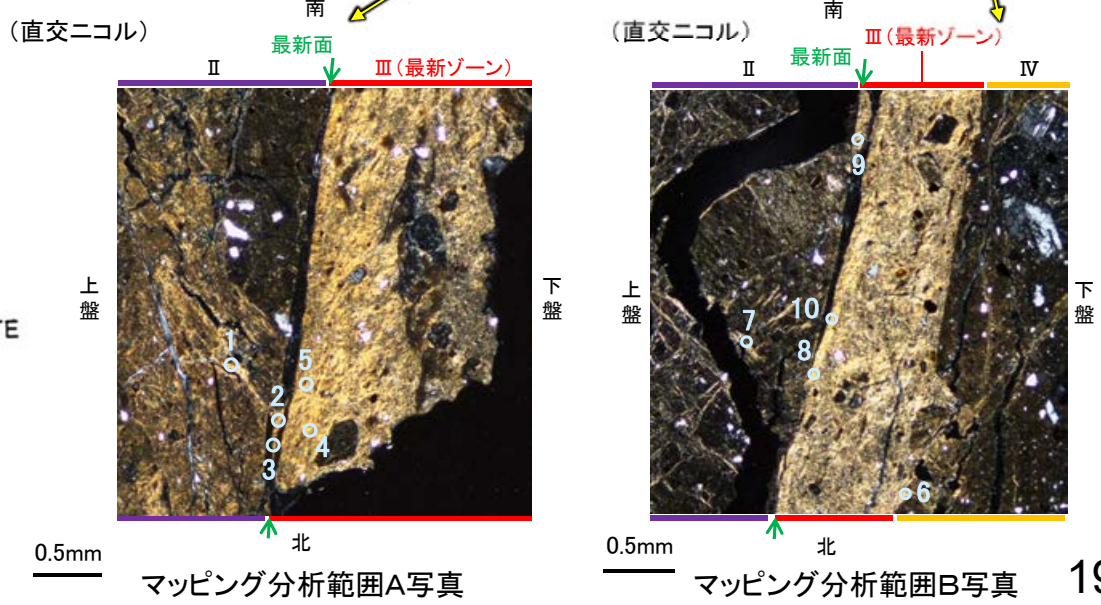 南
(直交ニコル)
最新面
Ⅱ
Ⅲ(最新ゾーン)
上盤
下盤
1
2
3
4
5
TE
北
0.5mm
マッピング分析範囲A写真
南
(直交ニコル)
最新面
Ⅲ(最新ゾーン)
Ⅱ
Ⅳ
上盤
下盤
9
10
7
8
6
北
0.5mm
マッピング分析範囲B写真
19